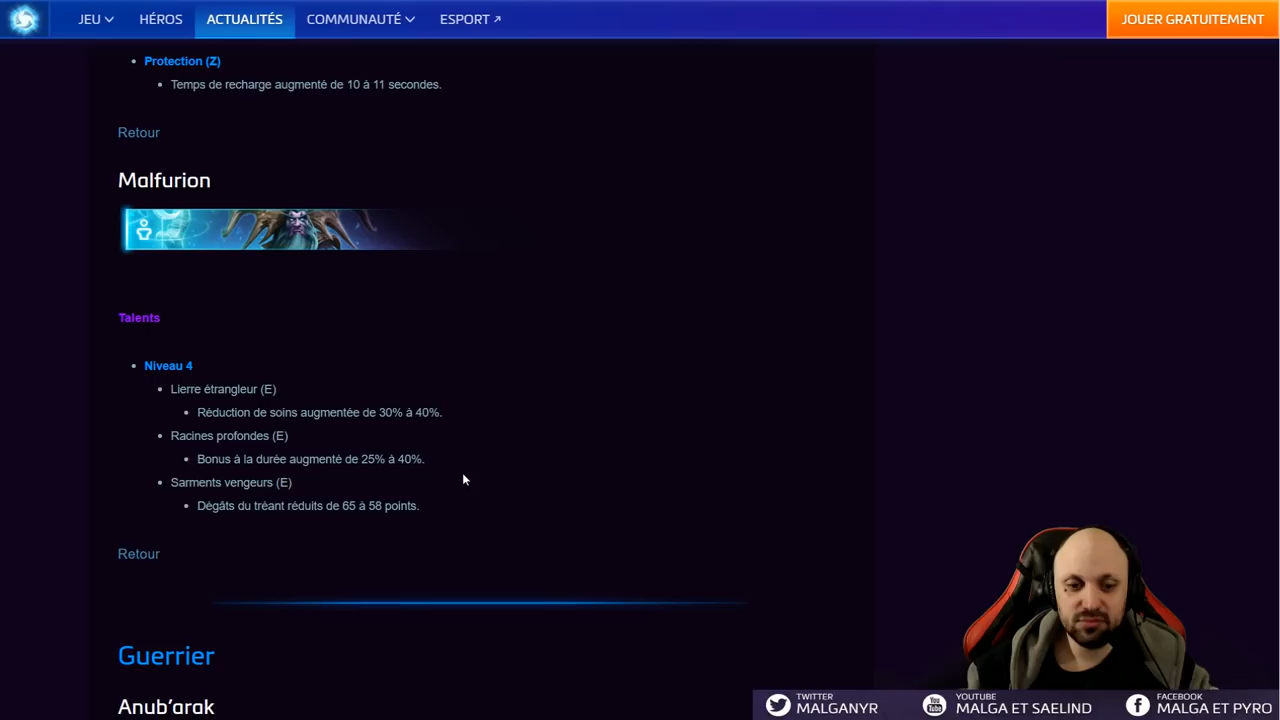 JEU HÉROS ACTUALITÉS COMMUNAUTÉ ESPORT JOUER GRATUITEMENT
Protection (Z)
Temps de recharge augmenté de 10 à 11 secondes.
Retour
Malfurion
Talents
Niveau 4
Lierre étrangleur (E)
Réduction de soins augmentée de 30% à 40%.
Racines profondes (E)
Bonus à la durée augmenté de 25% à 40%.
Sarments vengeurs (E)
Dégâts du tréant réduits de 65 à 58 points.
Retour
Guerrier
Anub'arak
TWITTER
MALGANYR
YOUTUBE
MALGA ET SAELIND
FACEBOOK
MALGA ET PYRO